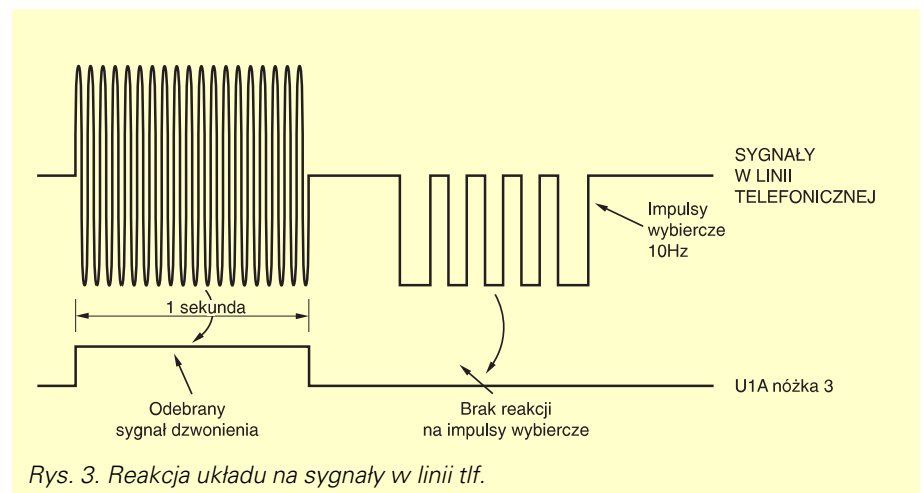 SYGNAŁY
W LINII
TELEFONICZNEJ
Impulsy
wybiercze
10Hz
1 sekunda
U1A nóżka 3
Odebrany
sygnał dzwonienia
Brak reakcji
na impulsy wybiercze
Rys. 3. Reakcja układu na sygnały w linii tlf.